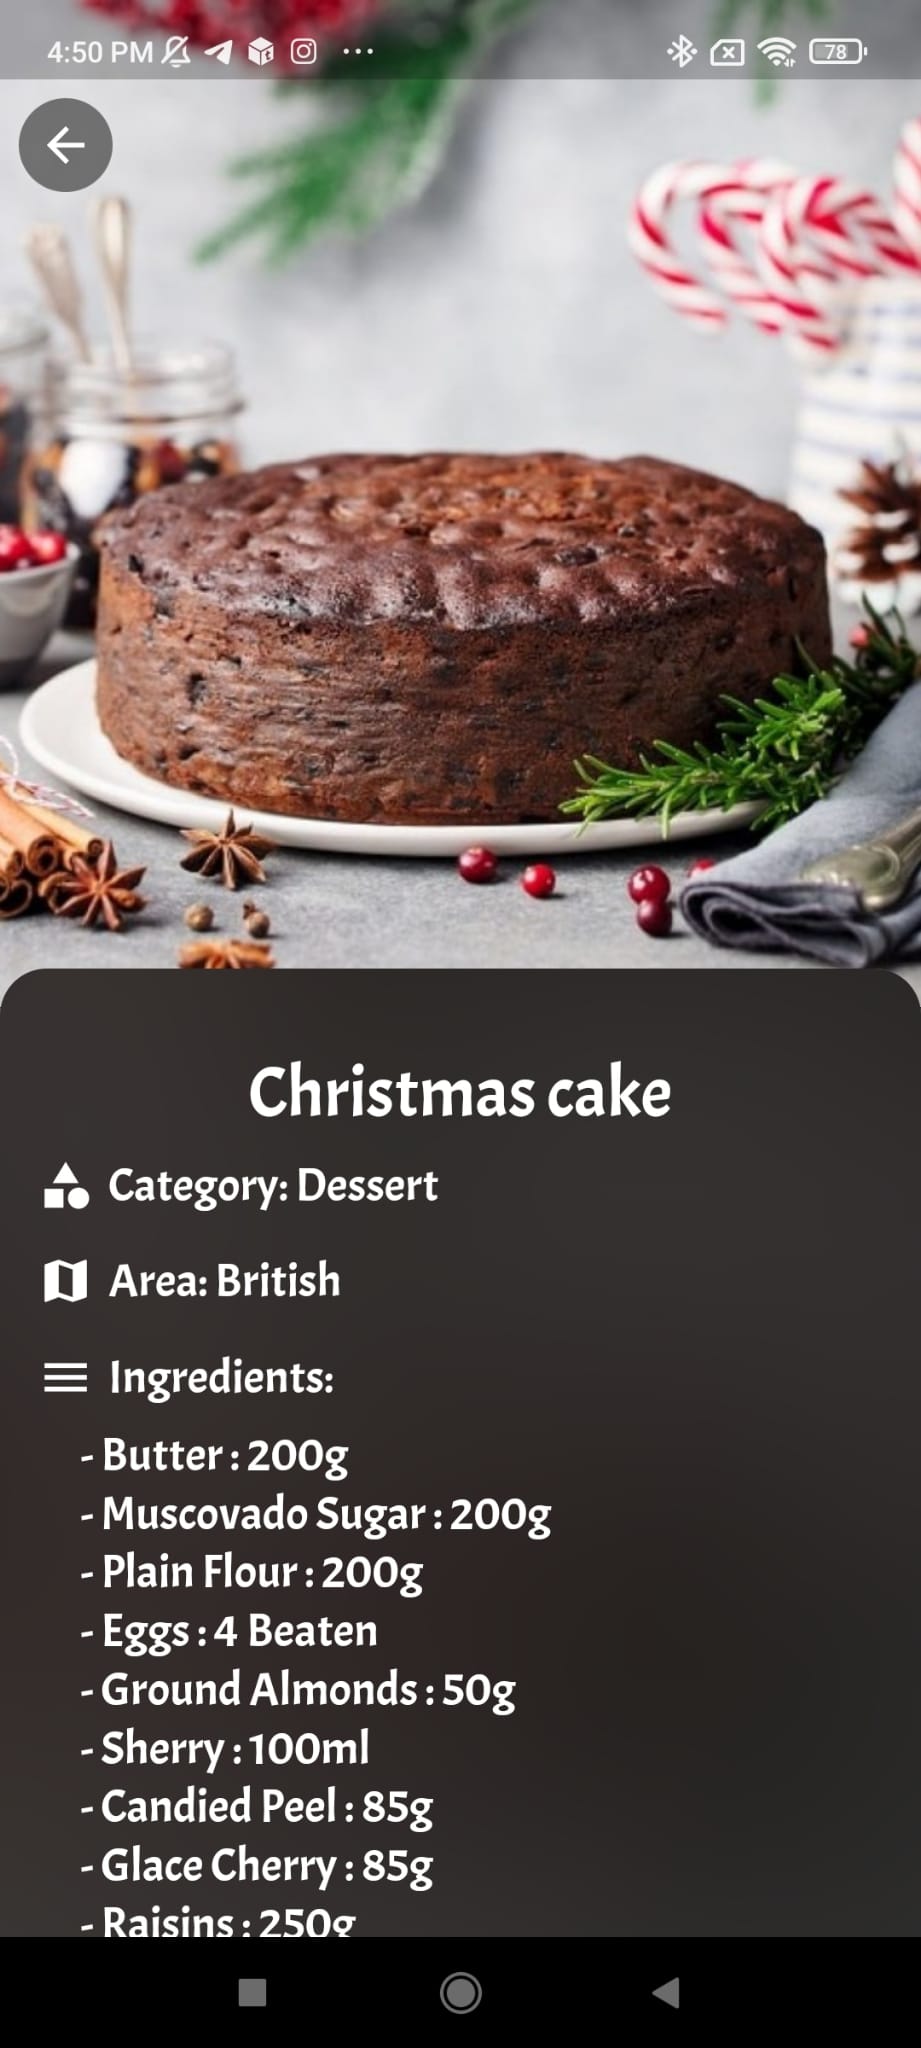 4:50 PM
78
Christmas cake
Category: Dessert
Area: British
Ingredients:
- Butter : 200g
- Muscovado Sugar : 200g
- Plain Flour : 200g
- Eggs : 4 Beaten
- Ground Almonds : 50g
- Sherry : 100ml
- Candied Peel : 85g
- Glace Cherry : 85g
- Raisins : 250g